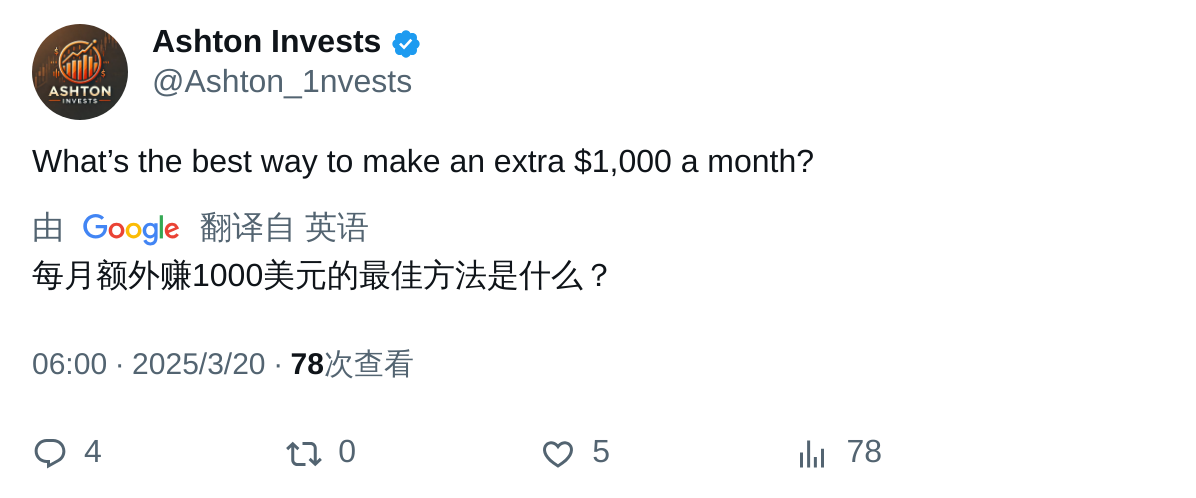 ASHTON
INVESTS
Ashton Invests
@Ashton_1nvests
What’s the best way to make an extra $1,000 a month?
由 Google 翻译自 英语
每月额外赚1000美元的最佳方法是什么？
06:00 · 2025/3/20 · 78次查看
4 0 5 78